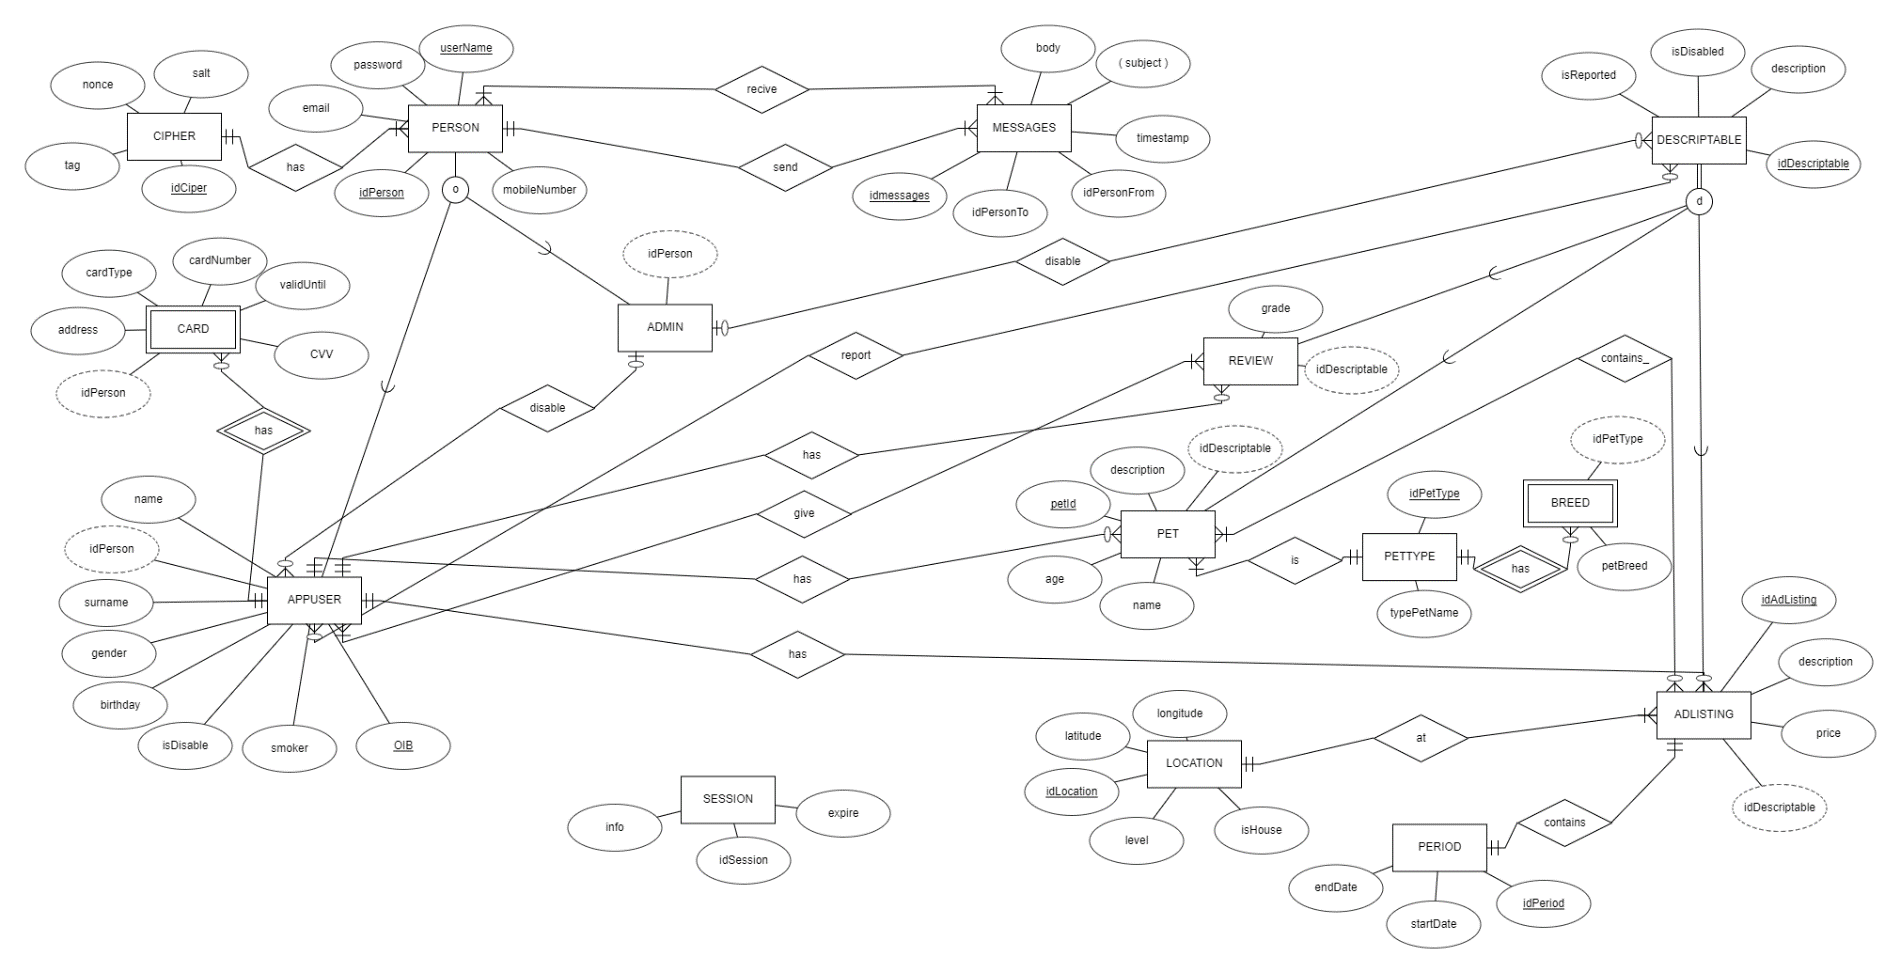 userName
body
isDisabled
password
( subject )
salt
isReported
description
nonce
recive
email
PERSON
MESSAGES
CIPHER
timestamp
DESCRIPTABLE
has
send
tag
idDescriptable
idCiper
idPerson
mobileNumber
idmessages
idPersonFrom
o
d
idPersonTo
idPerson
cardNumber
disable
cardType
validUntil
grade
address
CARD
ADMIN
CVV
report
REVIEW
contains_
idDescriptable
idPerson
disable
has
has
idPetType
idDescriptable
description
name
petId
idPetType
BREED
give
PET
idPerson
PETTYPE
is
has
petBreed
age
has
surname
APPUSER
name
typePetName
idAdListing
gender
has
description
birthday
longitude
ADLISTING
latitude
at
price
isDisable
smoker
OIB
LOCATION
idLocation
SESSION
idDescriptable
info
expire
level
isHouse
contains
PERIOD
idSession
endDate
idPeriod
startDate